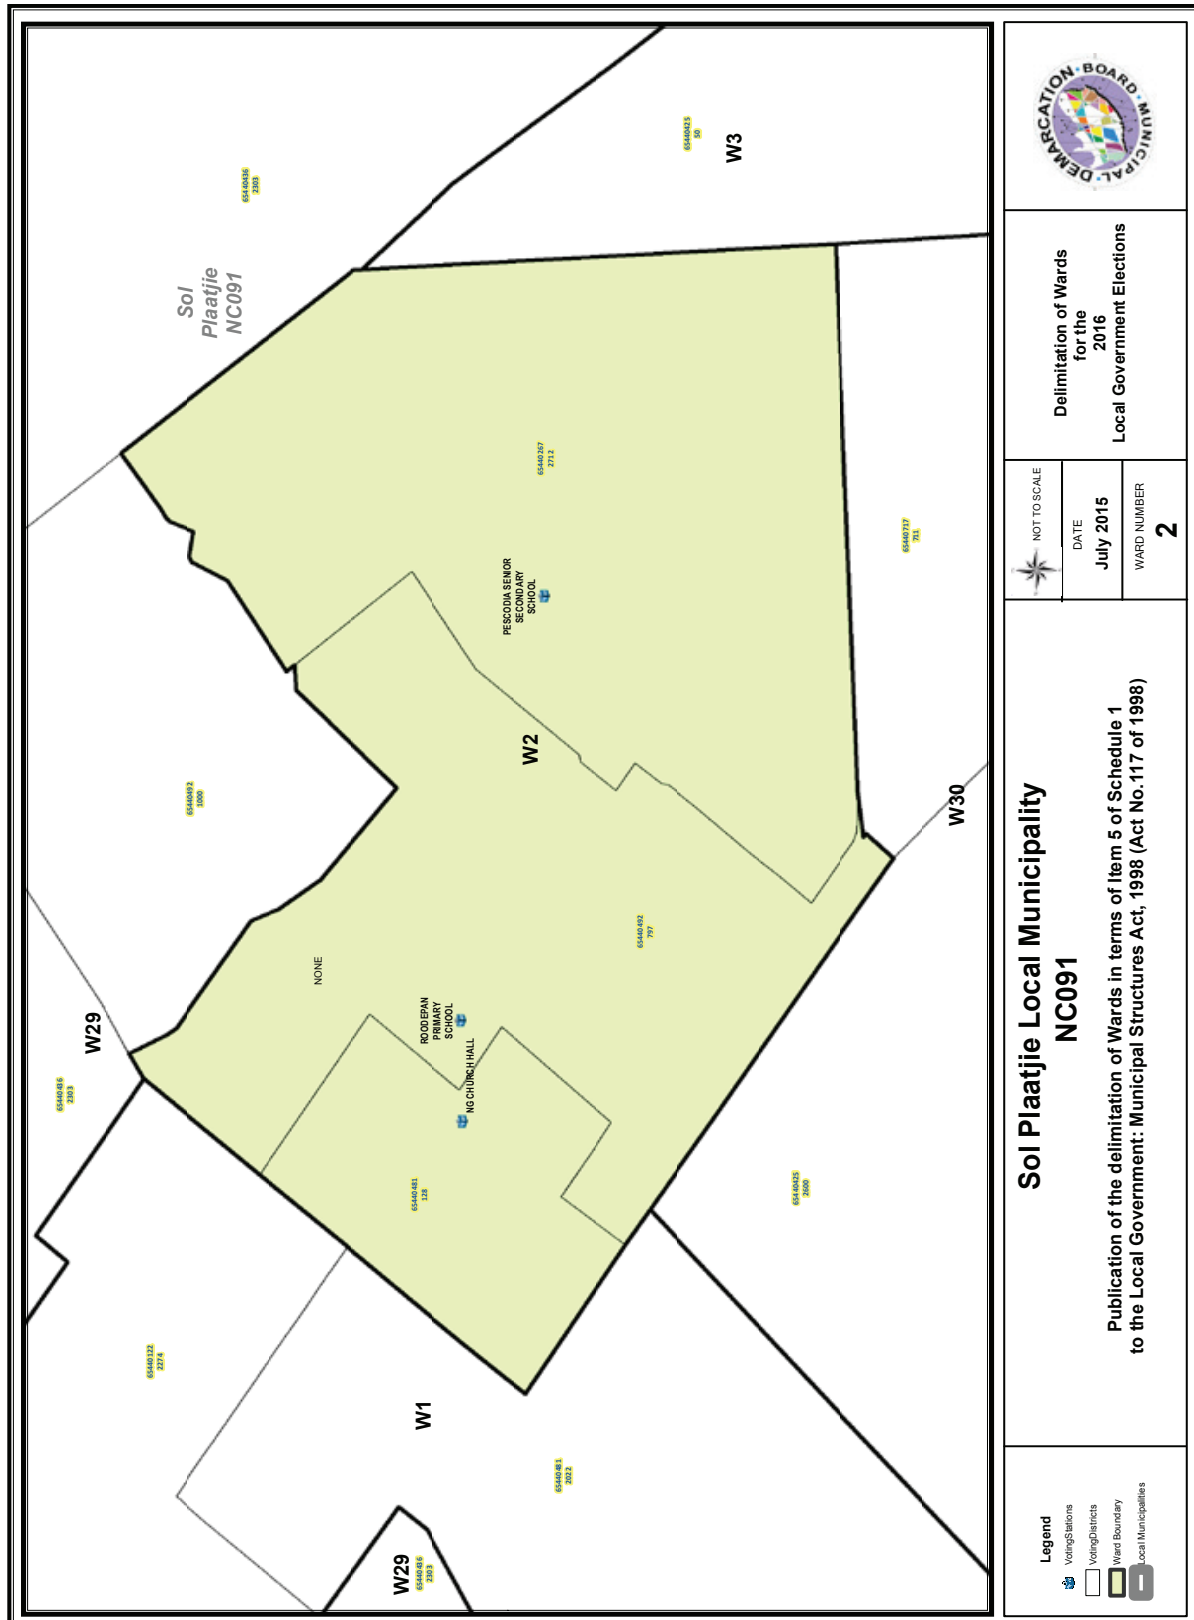 65440436
2303
Sol
Plaatjie
NC091
65440425
50
W3
65440267
2712
PESCODIA SENIOR
SECONDARY
SCHOOL
65440717
711
65440492
1000
W2
W30
W29
65440436
2303
NONE
ROODEPAN
PRIMARY
SCHOOL
NG CHURCH HALL
65440492
797
65440481
128
65440425
2600
65440122
2274
W1
65440481
2022
W29
65440436
2303
MUNICIPAL · DEMARCATION · BOARD
Delimitation of Wards
for the
2016
Local Government Elections
NOT TO SCALE
DATE
July 2015
WARD NUMBER
2
Sol Plaatjie Local Municipality
NC091
Publication of the delimitation of Wards in terms of Item 5 of Schedule 1
to the Local Government: Municipal Structures Act, 1998 (Act No.117 of 1998)
Legend
VotingStations
VotingDistricts
Ward Boundary
Local Municipalities